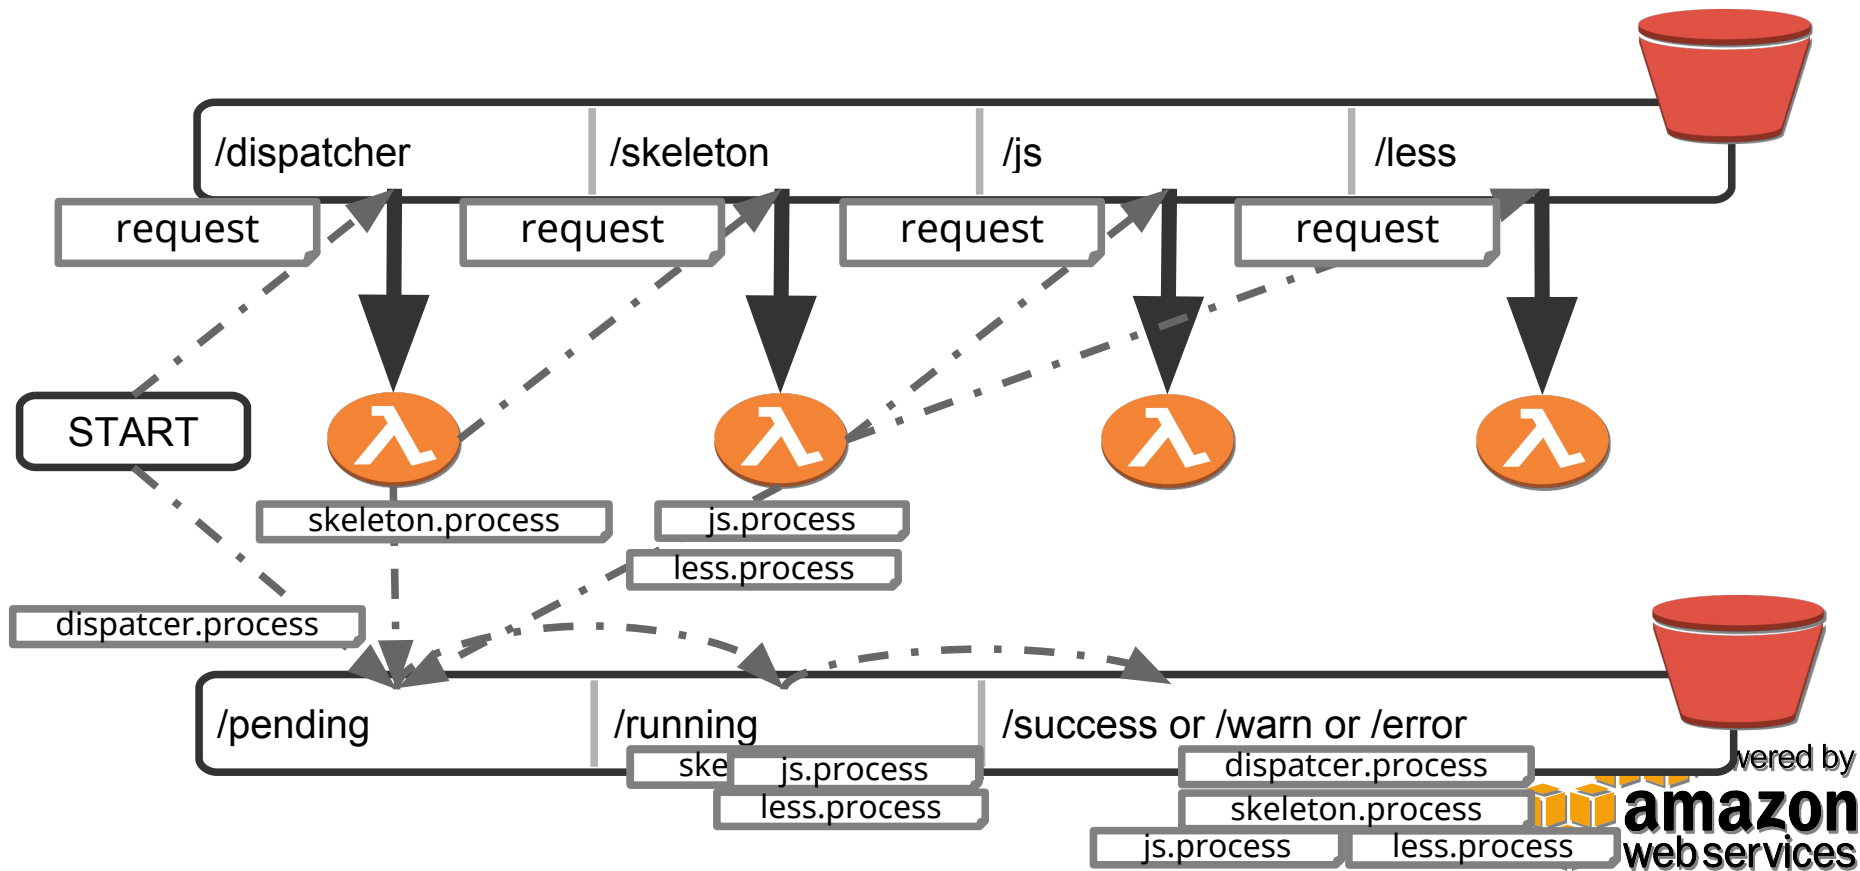 /dispatcher
/skeleton
/js
/less
request
request
request
request
START
skeleton.process
js.process
less.process
dispatcer.process
/pending
/running
/success or /warn or /error
ske
js.process
less.process
dispatcer.process
skeleton.process
js.process
less.process
wered by
amazon
web services